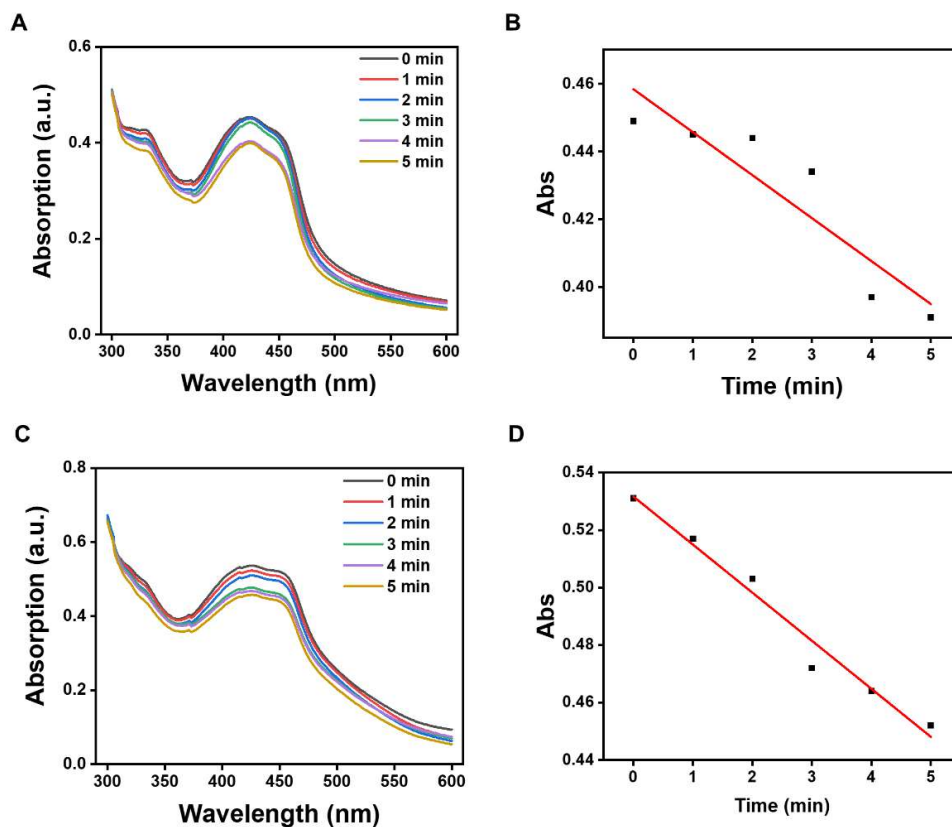 A
0.6
0.4
0.2
0.0
Absorption (a.u.)
0 min
1 min
2 min
3 min
4 min
5 min
300 350 400 450 500 550 600
Wavelength (nm)
B
0.46
0.44
0.42
0.40
Abs
0 1 2 3 4 5
Time (min)
C
0.8
0.6
0.4
0.2
0.0
Absorption (a.u.)
0 min
1 min
2 min
3 min
4 min
5 min
300 350 400 450 500 550 600
Wavelength (nm)
D
0.54
0.52
0.50
0.48
0.46
0.44
Abs
0 1 2 3 4 5
Time (min)